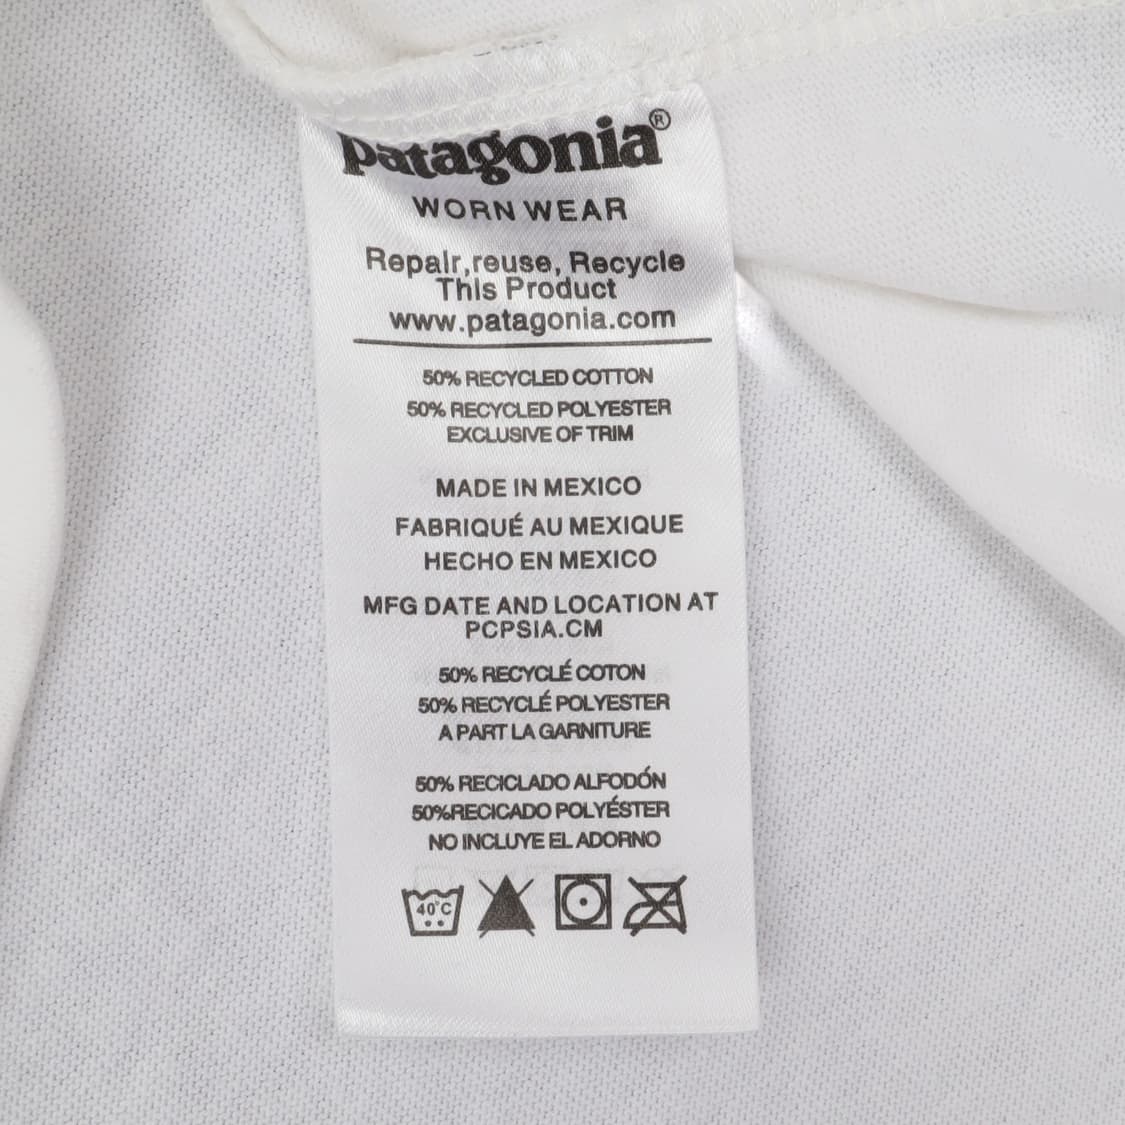 patagonia®
WORN WEAR
Repair,reuse, Recycle
This Product
www.patagonia.com
50% RECYCLED COTTON
50% RECYCLED POLYESTER
EXCLUSIVE OF TRIM
MADE IN MEXICO
FABRIQUÉ AU MEXIQUE
HECHO EN MEXICO
MFG DATE AND LOCATION AT
PCPSIA.CM
50% RECYCLÉ COTON
50% RECYCLÉ POLYESTER
A PART LA GARNITURE
50% RECICLADO ALFODÓN
50%RECICADO POLYÉSTER
NO INCLUYE EL ADORNO
40°C